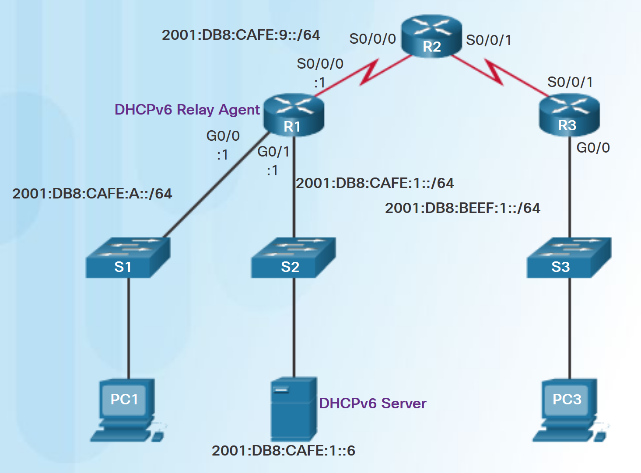 2001:DB8:CAFE:9::/64
S0/0/0
R2
S0/0/1
S0/0/0
:1
S0/0/1
DHCPv6 Relay Agent
R1
R3
G0/0
:1
G0/1
:1
G0/0
2001:DB8:CAFE:A::/64
2001:DB8:CAFE:1::/64
2001:DB8:BEEF:1::/64
S1
S2
S3
PC1
DHCPv6 Server
PC3
2001:DB8:CAFE:1::6